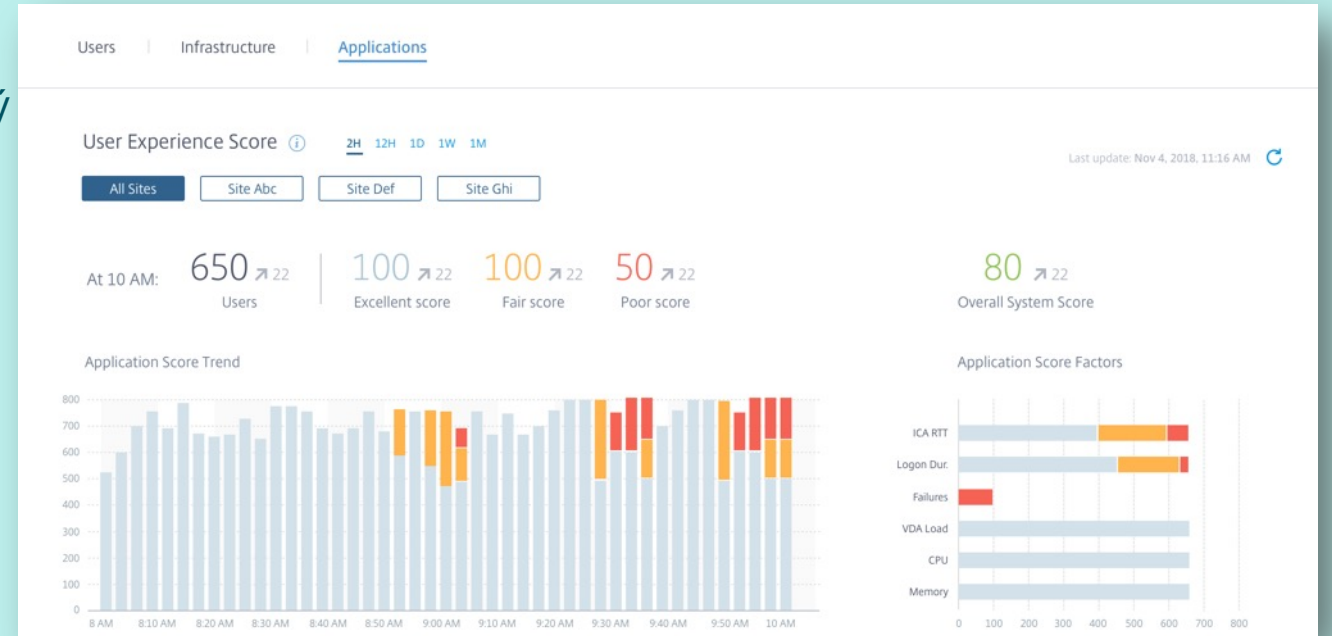 Users | Infrastructure | Applications
ý
User Experience Score i 2H 12H 1D 1W 1M
Last update: Nov 4, 2018, 11:16 AM
All Sites Site Abc Site Def Site Ghi
At 10 AM: 650 22 100 22 100 22 50 22 80 22
Users Excellent score Fair score Poor score Overall System Score
Application Score Trend
800
700
600
500
400
300
200
100
0
8 AM 8:10 AM 8:20 AM 8:30 AM 8:40 AM 8:50 AM 9:00 AM 9:10 AM 9:20 AM 9:30 AM 9:40 AM 9:50 AM 10 AM
Application Score Factors
ICA RTT
Logon Dur.
Failures
VDA Load
CPU
Memory
0 100 200 300 400 500 600 700 800